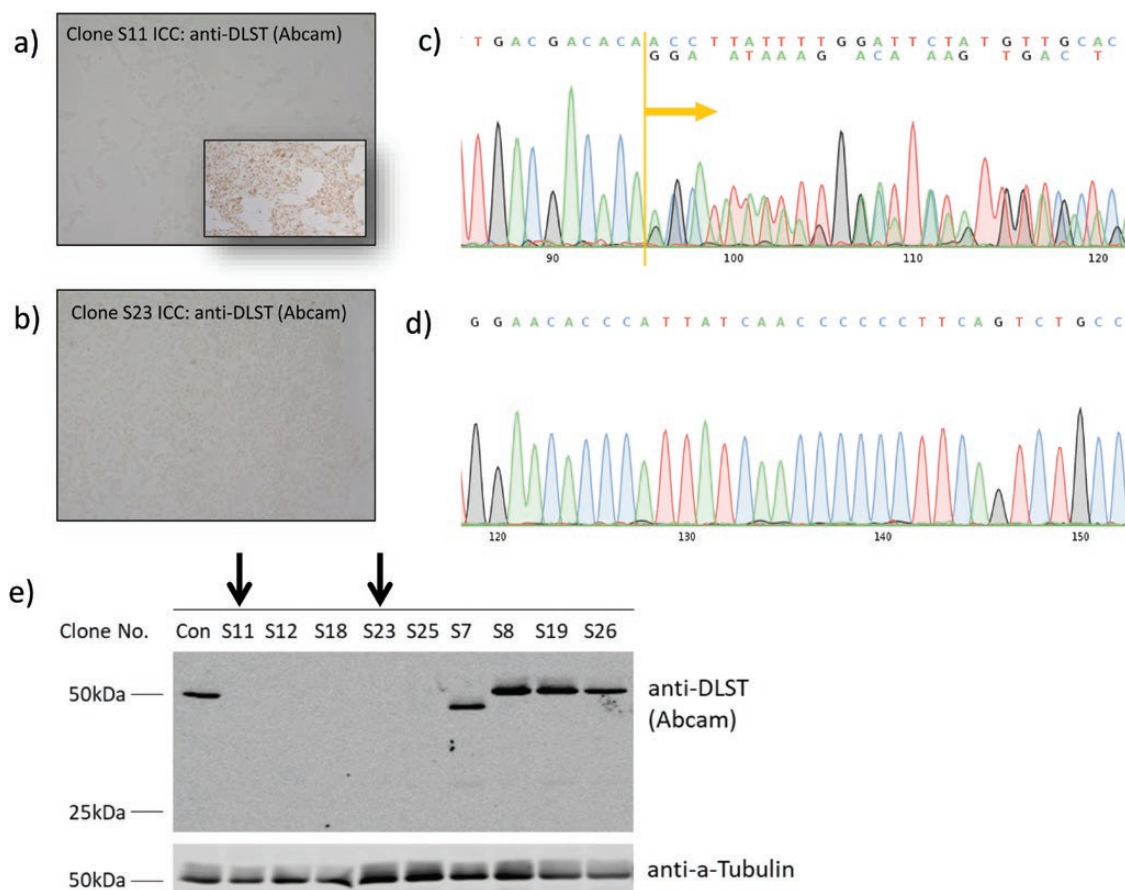 a)
Clone S11 ICC: anti-DLST (Abcam)
b)
Clone S23 ICC: anti-DLST (Abcam)
c)
T G A C G A C A C A A C C T T A T T T T G G A T T C T A T G T T G C A C
G G A A T A A A G A C A A A G T G A C T
90 100 110 120
d)
G G A A C A C C C A T T A T C A A C C C C C C T T C A G T C T G C C
120 130 140 150
e)
Clone No. Con S11 S12 S18 S23 S25 S7 S8 S19 S26
50kDa
anti-DLST
(Abcam)
25kDa
50kDa
anti-a-Tubulin